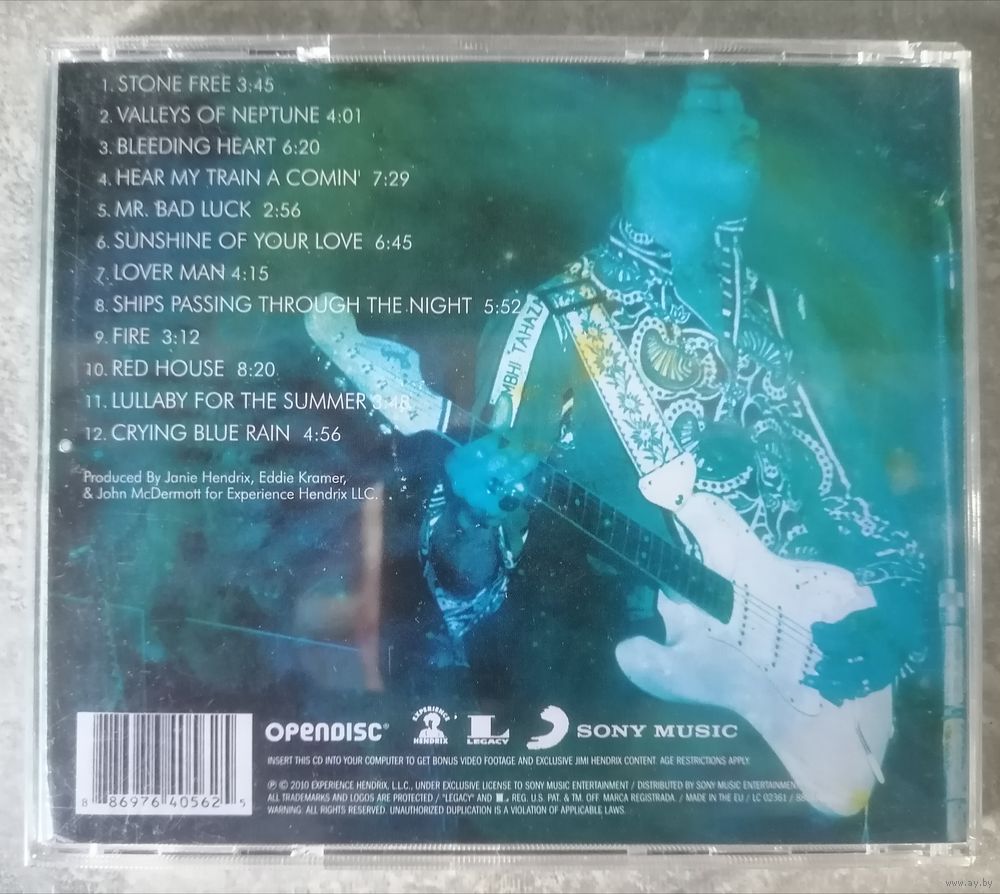 1. STONE FREE 3:45
2. VALLEYS OF NEPTUNE 4:01
3. BLEEDING HEART 6:20
4. HEAR MY TRAIN A COMIN' 7:29
5. MR. BAD LUCK 2:56
6. SUNSHINE OF YOUR LOVE 6:45
7. LOVER MAN 4:15
8. SHIPS PASSING THROUGH THE NIGHT 5:52
9. FIRE 3:12
10. RED HOUSE 8:20
11. LULLABY FOR THE SUMMER 3:48
12. CRYING BLUE RAIN 4:56
MBHI TAHAZI
Produced By Janie Hendrix, Eddie Kramer,
& John McDermott for Experience Hendrix LLC.
8 86976 40562 5
OPENDISC®
EXPERIENCE HENDRIX
L LEGACY
SONY MUSIC
INSERT THIS CD INTO YOUR COMPUTER TO GET BONUS VIDEO FOOTAGE AND EXCLUSIVE JIMI HENDRIX CONTENT. AGE RESTRICTIONS APPLY.
℗ © 2010 EXPERIENCE HENDRIX, L.L.C., UNDER EXCLUSIVE LICENSE TO SONY MUSIC ENTERTAINMENT / DISTRIBUTED BY SONY MUSIC ENTERTAINMENT
ALL TRADEMARKS AND LOGOS ARE PROTECTED / "LEGACY" AND L REG. U.S. PAT. & TM. OFF. MARCA REGISTRADA. / MADE IN THE EU / LC 02361 /
WARNING: ALL RIGHTS RESERVED. UNAUTHORIZED DUPLICATION IS A VIOLATION OF APPLICABLE LAWS.
www.ay.by